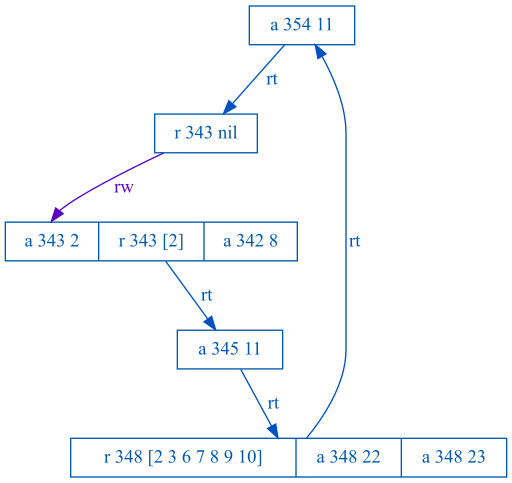 a 354 11
rt
r 343 nil
rw
a 343 2 r 343 [2] a 342 8
rt
rt
a 345 11
rt
r 348 [2 3 6 7 8 9 10] a 348 22 a 348 23